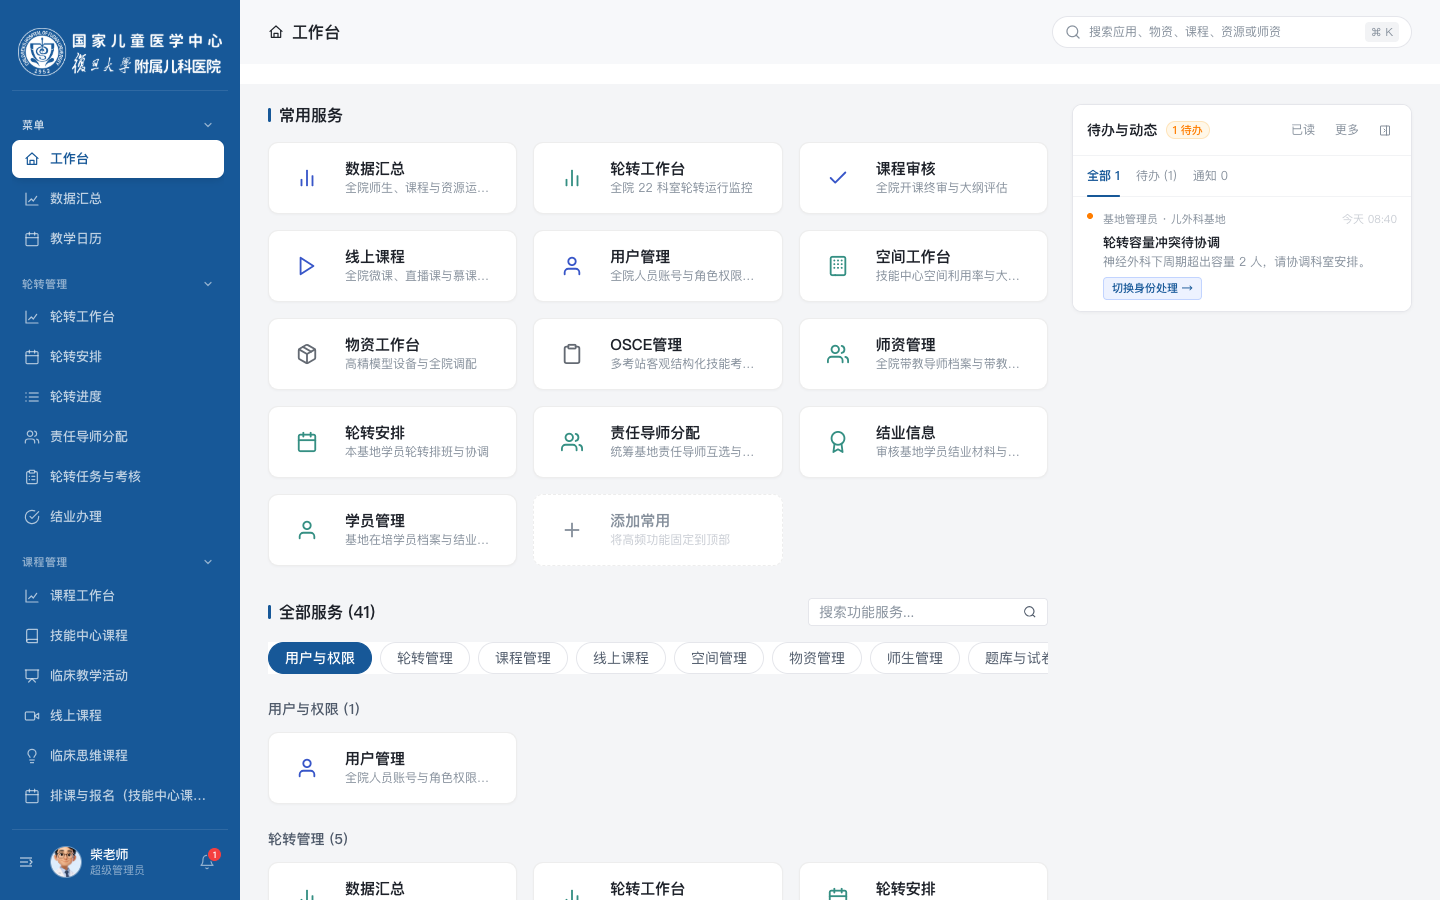 国家儿童医学中心
復旦大学附属儿科医院
1952
菜单
工作台
数据汇总
教学日历
轮转管理
轮转工作台
轮转安排
轮转进度
责任导师分配
轮转任务与考核
结业办理
课程管理
课程工作台
技能中心课程
临床教学活动
线上课程
临床思维课程
排课与报名（技能中心课...
柴老师
超级管理员
1
工作台
搜索应用、物资、课程、资源或师资
⌘ K
常用服务
数据汇总
全院师生、课程与资源运...
轮转工作台
全院 22 科室轮转运行监控
课程审核
全院开课终审与大纲评估
线上课程
全院微课、直播课与慕课...
用户管理
全院人员账号与角色权限...
空间工作台
技能中心空间利用率与大...
物资工作台
高精模型设备与全院调配
OSCE管理
多考站客观结构化技能考...
师资管理
全院带教导师档案与带教...
轮转安排
本基地学员轮转排班与协调
责任导师分配
统筹基地责任导师互选与...
结业信息
审核基地学员结业材料与...
学员管理
基地在培学员档案与结业...
添加常用
将高频功能固定到顶部
全部服务 (41)
搜索功能服务...
用户与权限
轮转管理
课程管理
线上课程
空间管理
物资管理
师生管理
题库与试卷
用户与权限 (1)
用户管理
全院人员账号与角色权限...
轮转管理 (5)
数据汇总
轮转工作台
轮转安排
待办与动态
1 待办
已读
更多
全部 1
待办 (1)
通知 0
基地管理员 · 儿外科基地
今天 08:40
轮转容量冲突待协调
神经外科下周期超出容量 2 人，请协调科室安排。
切换身份处理 →